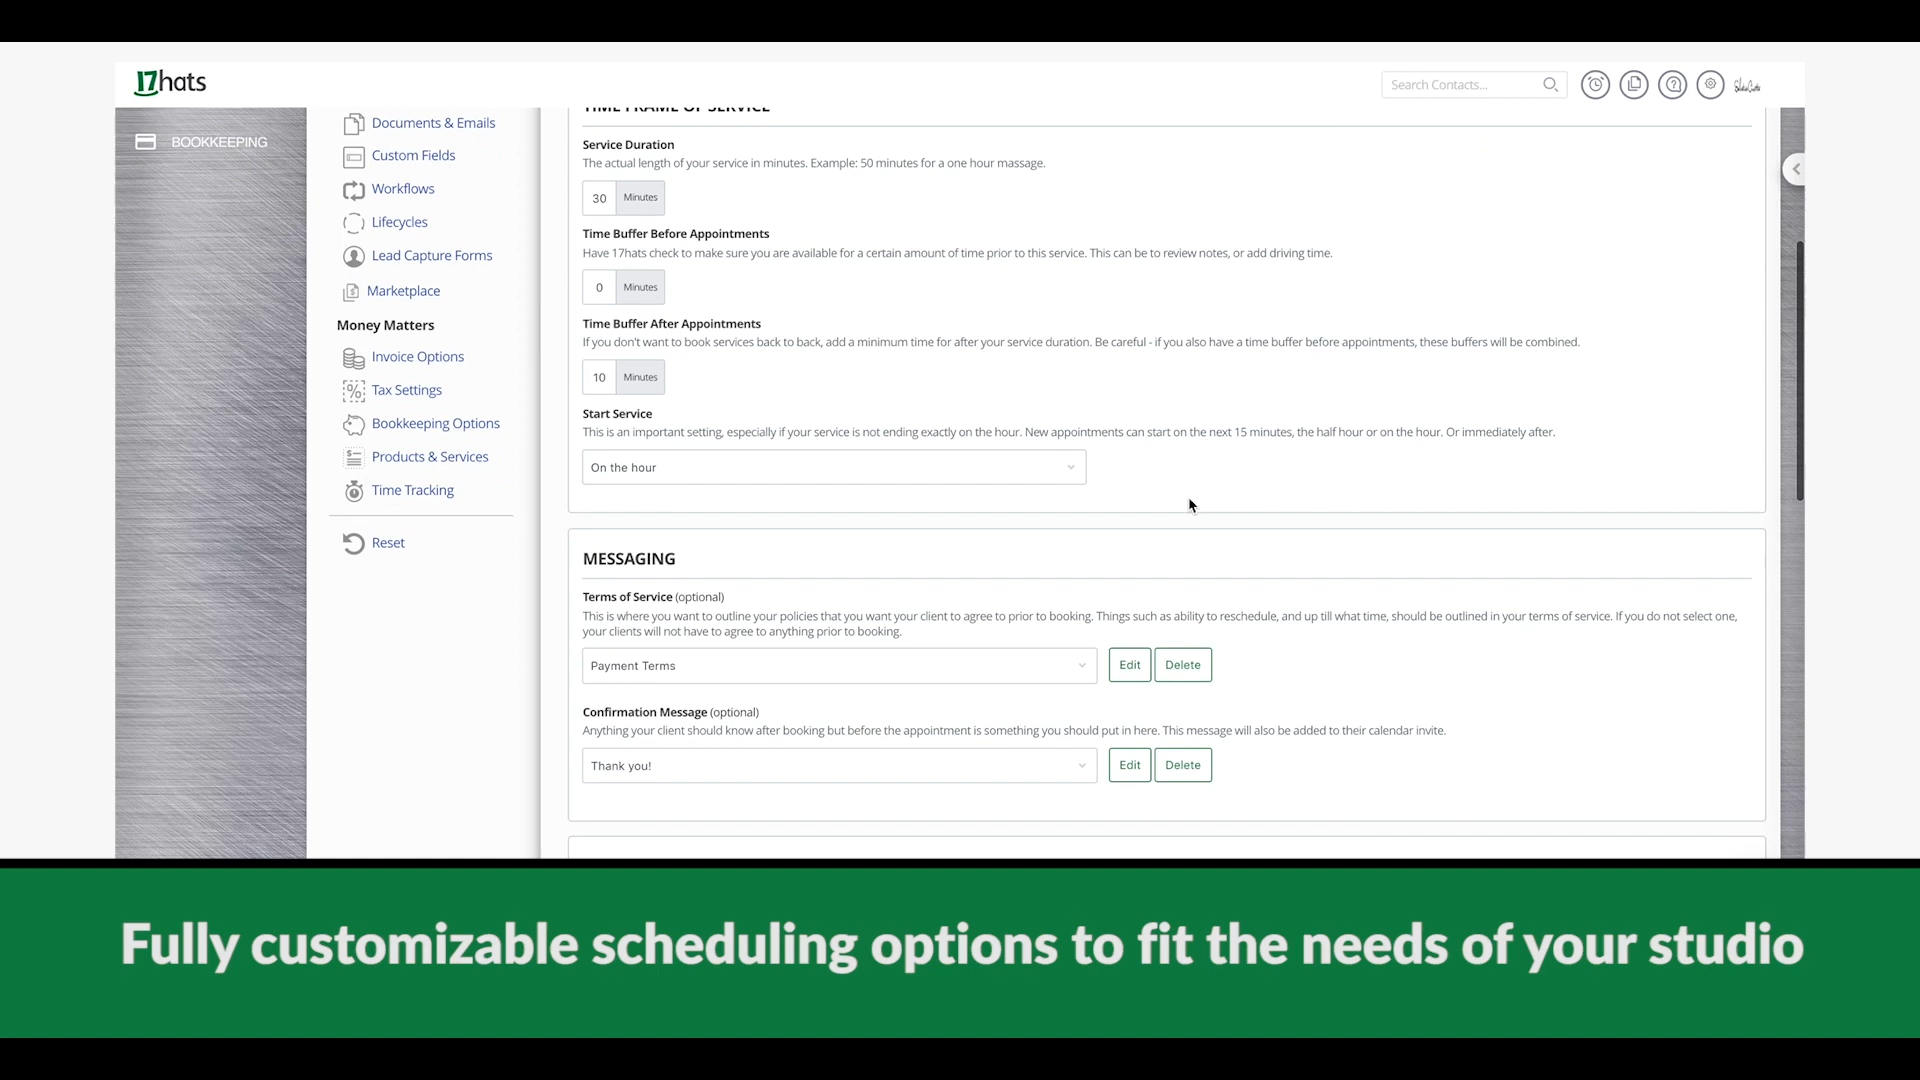 17hats
Search Contacts...
BOOKKEEPING
Documents & Emails
Custom Fields
Workflows
Lifecycles
Lead Capture Forms
Marketplace
Money Matters
Invoice Options
Tax Settings
Bookkeeping Options
Products & Services
Time Tracking
Reset
TIME FRAME OF SERVICE
Service Duration
The actual length of your service in minutes. Example: 50 minutes for a one hour massage.
30 Minutes
Time Buffer Before Appointments
Have 17hats check to make sure you are available for a certain amount of time prior to this service. This can be to review notes, or add driving time.
0 Minutes
Time Buffer After Appointments
If you don't want to book services back to back, add a minimum time for after your service duration. Be careful - if you also have a time buffer before appointments, these buffers will be combined.
10 Minutes
Start Service
This is an important setting, especially if your service is not ending exactly on the hour. New appointments can start on the next 15 minutes, the half hour or on the hour. Or immediately after.
On the hour
MESSAGING
Terms of Service (optional)
This is where you want to outline your policies that you want your client to agree to prior to booking. Things such as ability to reschedule, and up till what time, should be outlined in your terms of service. If you do not select one,
your clients will not have to agree to anything prior to booking.
Payment Terms Edit Delete
Confirmation Message (optional)
Anything your client should know after booking but before the appointment is something you should put in here. This message will also be added to their calendar invite.
Thank you! Edit Delete
Fully customizable scheduling options to fit the needs of your studio